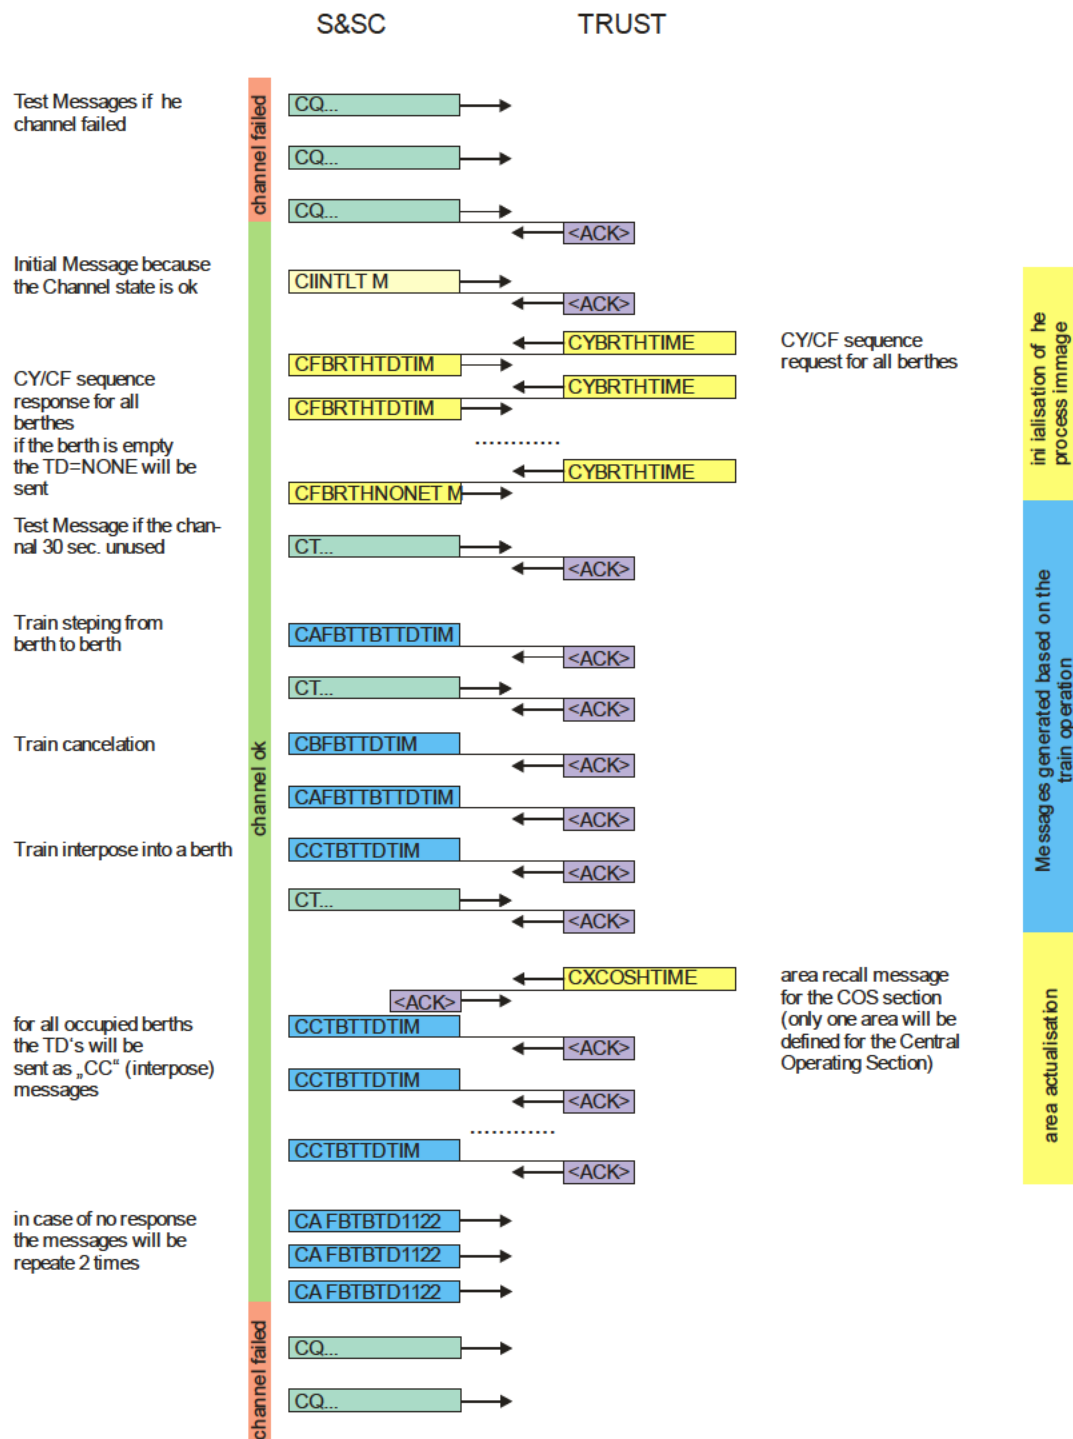 S&SC
TRUST
Test Messages if he
channel failed
channel failed
CQ...
CQ...
CQ...
<ACK>
Initial Message because
the Channel state is ok
CIINTLT M
<ACK>
CYBRTHTIME
CY/CF sequence
request for all berthes
CFBRTHTDTIM
CYBRTHTIME
CFBRTHTDTIM
CY/CF sequence
response for all
berthes
if the berth is empty
the TD=NONE will be
sent
............
CYBRTHTIME
CFBRTHNONET M
ini ialisation of he
process immage
Test Message if the chan-
nal 30 sec. unused
CT...
<ACK>
Train steping from
berth to berth
CAFBTTBTTDTIM
<ACK>
CT...
<ACK>
Train cancelation
CBFBTTDTIM
<ACK>
CAFBTTBTTDTIM
<ACK>
channel ok
Train interpose into a berth
CCTBTTDTIM
<ACK>
CT...
<ACK>
Messages generated based on the
train operation
CXCOSHTIME
<ACK>
area recall message
for the COS section
(only one area will be
defined for the Central
Operating Section)
for all occupied berths
the TD's will be
sent as „CC“ (interpose)
messages
CCTBTTDTIM
<ACK>
CCTBTTDTIM
<ACK>
............
CCTBTTDTIM
<ACK>
area actualisation
in case of no response
the messages will be
repeate 2 times
CA FBTBTD1122
CA FBTBTD1122
CA FBTBTD1122
channel failed
CQ...
CQ...